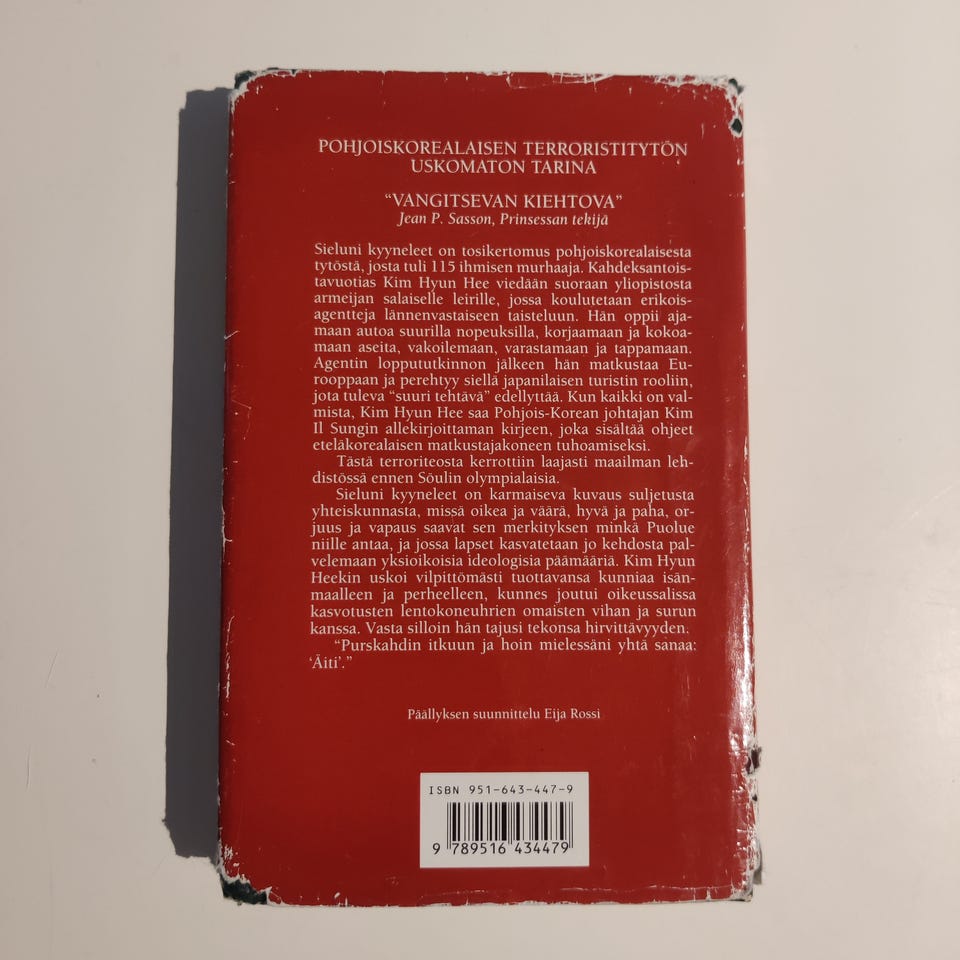 POHJOISKOREALAISEN TERRORISTITYTÖN
USKOMATON TARINA
“VANGITSEVAN KIEHTOVA”
Jean P. Sasson, Prinsessan tekijä
Sieluni kyyneleet on tosikertomus pohjoiskorealaisesta
tytöstä, josta tuli 115 ihmisen murhaaja. Kahdeksantois-
tavuotias Kim Hyun Hee viedään suoraan yliopistosta
armeijan salaiselle leirille, jossa koulutetaan erikois-
agentteja lännenvastaiseen taisteluun. Hän oppii aja-
maan autoa suurilla nopeuksilla, korjaamaan ja kokoa-
maan aseita, vakoilemaan, varastamaan ja tappamaan.
Agentin loppututkinnon jälkeen hän matkustaa Eu-
rooppaan ja perehtyy siellä japanilaisen turistin rooliin,
jota tuleva “suuri tehtävä” edellyttää. Kun kaikki on val-
mista, Kim Hyun Hee saa Pohjois-Korean johtajan Kim
Il Sungin allekirjoittaman kirjeen, joka sisältää ohjeet
eteläkorealaisen matkustajakoneen tuhoamiseksi.
Tästä terroriteosta kerrottiin laajasti maailman leh-
distössä ennen Söulin olympialaisia.
Sieluni kyyneleet on karmaiseva kuvaus suljetusta
yhteiskunnasta, missä oikea ja väärä, hyvä ja paha, or-
juus ja vapaus saavat sen merkityksen minkä Puolue
niille antaa, ja jossa lapset kasvatetaan jo kehdosta pal-
velemaan yksioikoisia ideologisia päämääriä. Kim Hyun
Heekin uskoi vilpittömästi tuottavansa kunniaa isän-
maalleen ja perheelleen, kunnes joutui oikeussalissa
kasvotusten lentokoneuhrien omaisten vihan ja surun
kanssa. Vasta silloin hän tajusi tekonsa hirvittävyyden.
“Purskahdin itkuun ja hoin mielessäni yhtä sanaa:
‘Äiti’.”
Päällyksen suunnittelu Eija Rossi
ISBN 951-643-447-9
9 789516 434479